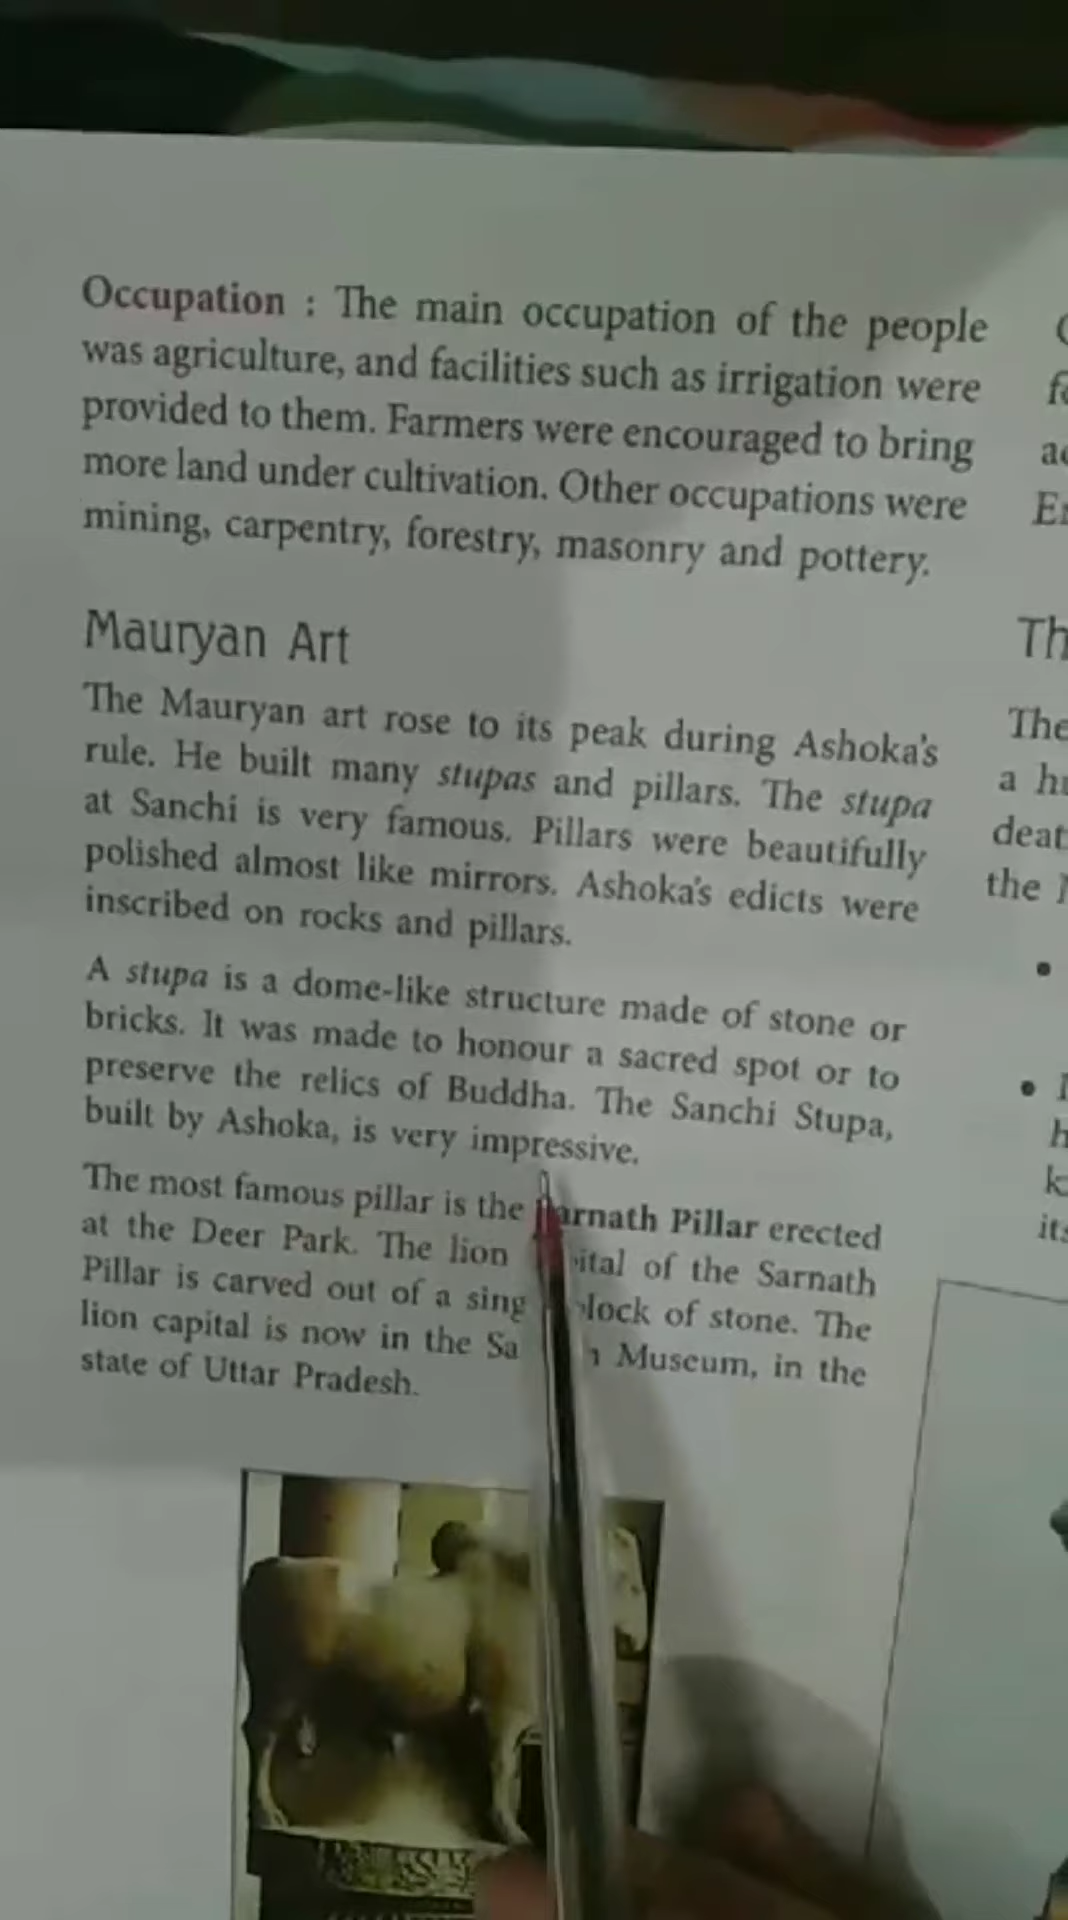 Occupation : The main occupation of the people
was agriculture, and facilities such as irrigation were
provided to them. Farmers were encouraged to bring
more land under cultivation. Other occupations were
mining, carpentry, forestry, masonry and pottery.
Mauryan Art
The Mauryan art rose to its peak during Ashoka's
rule. He built many stupas and pillars. The stupa
at Sanchi is very famous. Pillars were beautifully
polished almost like mirrors. Ashoka's edicts were
inscribed on rocks and pillars.
A stupa is a dome-like structure made of stone or
bricks. It was made to honour a sacred spot or to
preserve the relics of Buddha. The Sanchi Stupa,
built by Ashoka, is very impressive.
The most famous pillar is the arnath Pillar erected
at the Deer Park. The lion ital of the Sarnath
Pillar is carved out of a sing lock of stone. The
lion capital is now in the Sa Museum, in the
state of Uttar Pradesh.
Th
The
a hu
deat
the
its